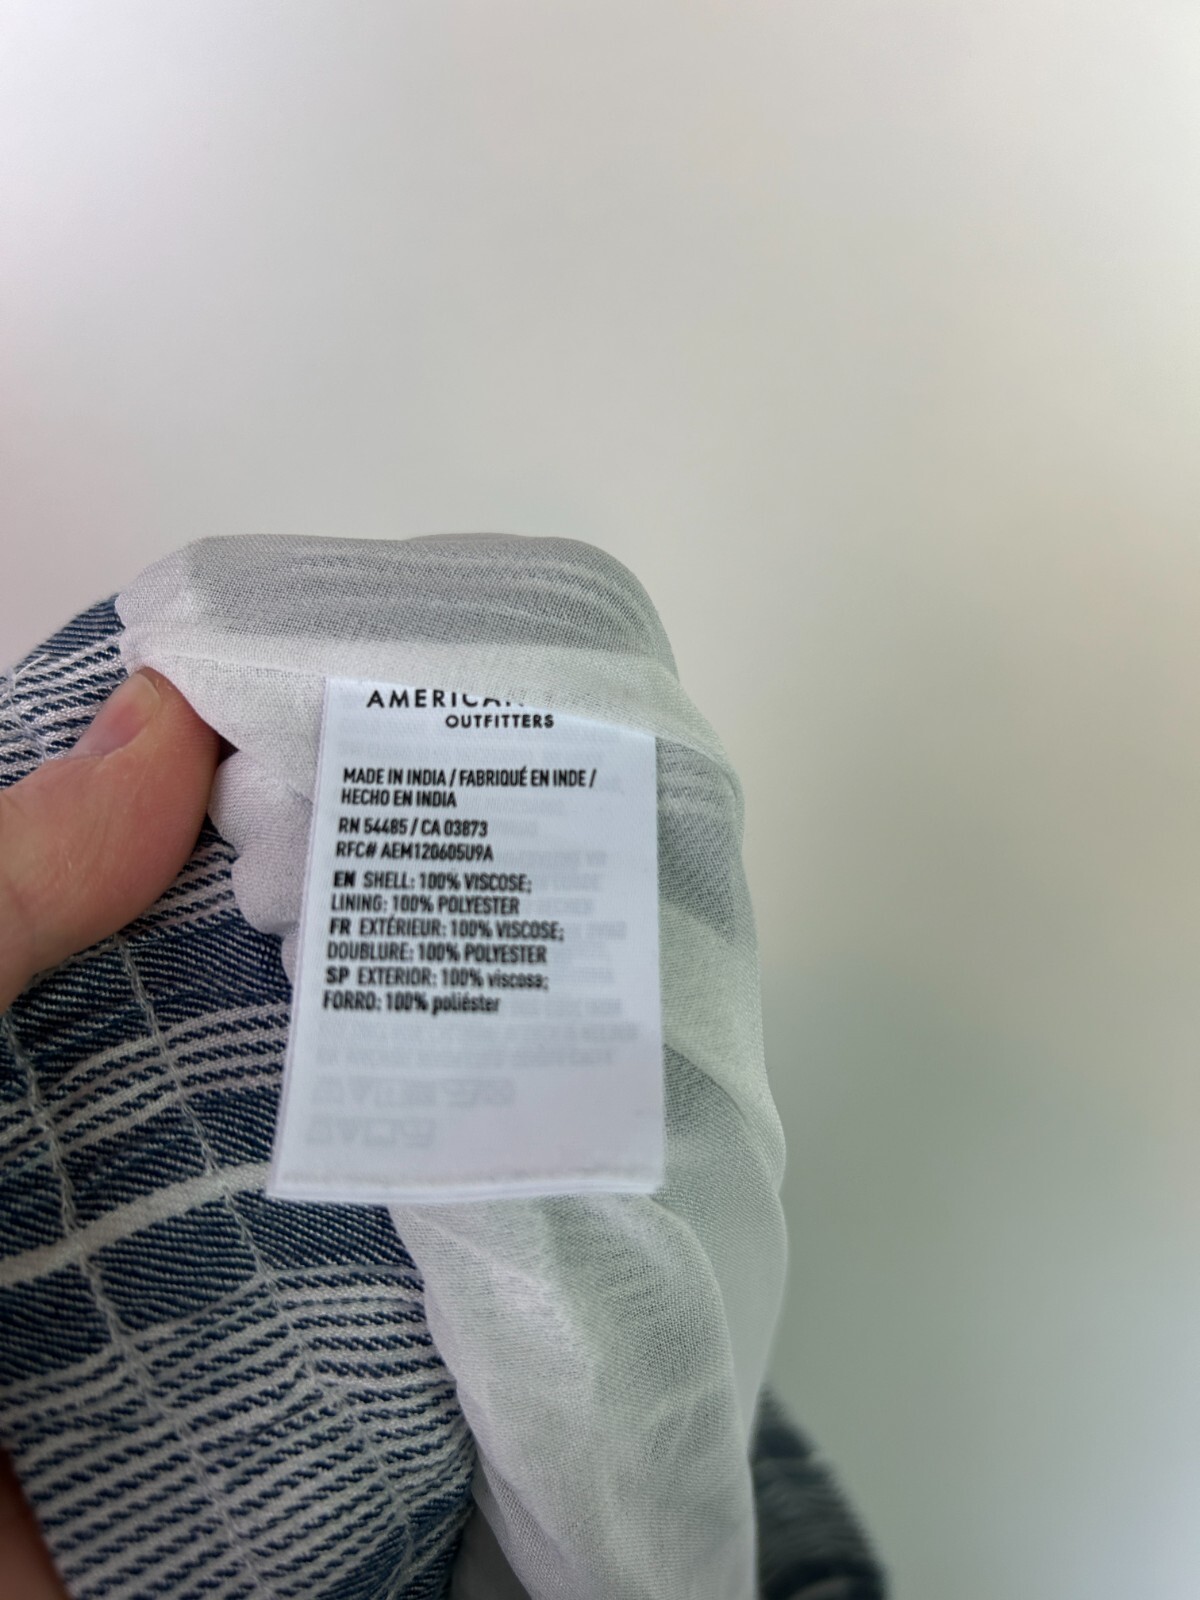 AMERICAN
OUTFITTERS
MADE IN INDIA / FABRIQUÉ EN INDE /
HECHO EN INDIA
RN 54485 / CA 03873
RFC# AEM120605U9A
EN SHELL: 100% VISCOSE;
LINING: 100% POLYESTER
FR EXTÉRIEUR: 100% VISCOSE;
DOUBLURE: 100% POLYESTER
SP EXTERIOR: 100% viscosa;
FORRO: 100% poliéster